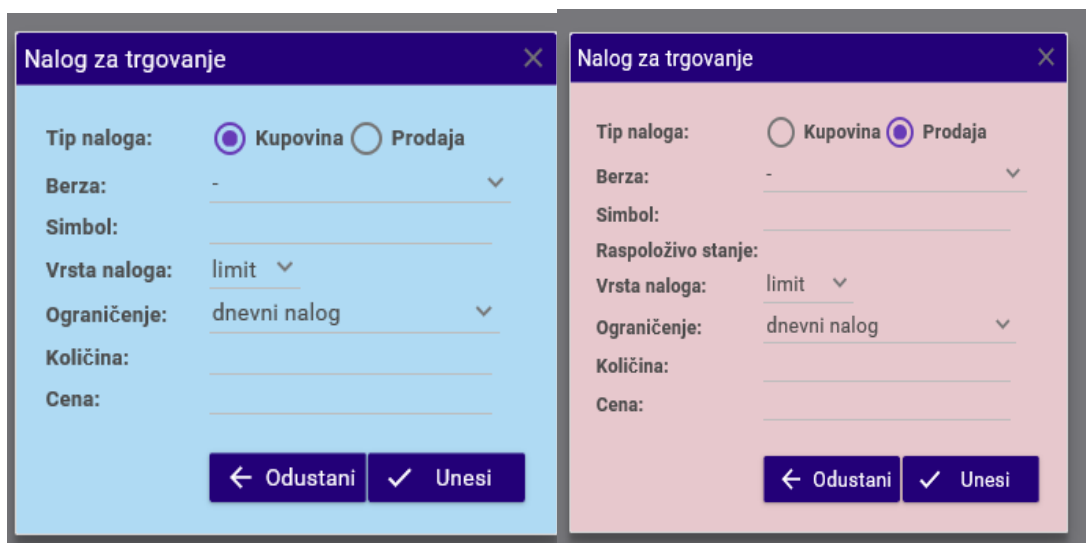 Nalog za trgovanje
Tip naloga: Kupovina Prodaja
Berza: -
Simbol:
Vrsta naloga: limit
Ograničenje: dnevni nalog
Količina:
Cena:
Odustani Unesi
Nalog za trgovanje
Tip naloga: Kupovina Prodaja
Berza: -
Simbol:
Raspoloživo stanje:
Vrsta naloga: limit
Ograničenje: dnevni nalog
Količina:
Cena:
Odustani Unesi